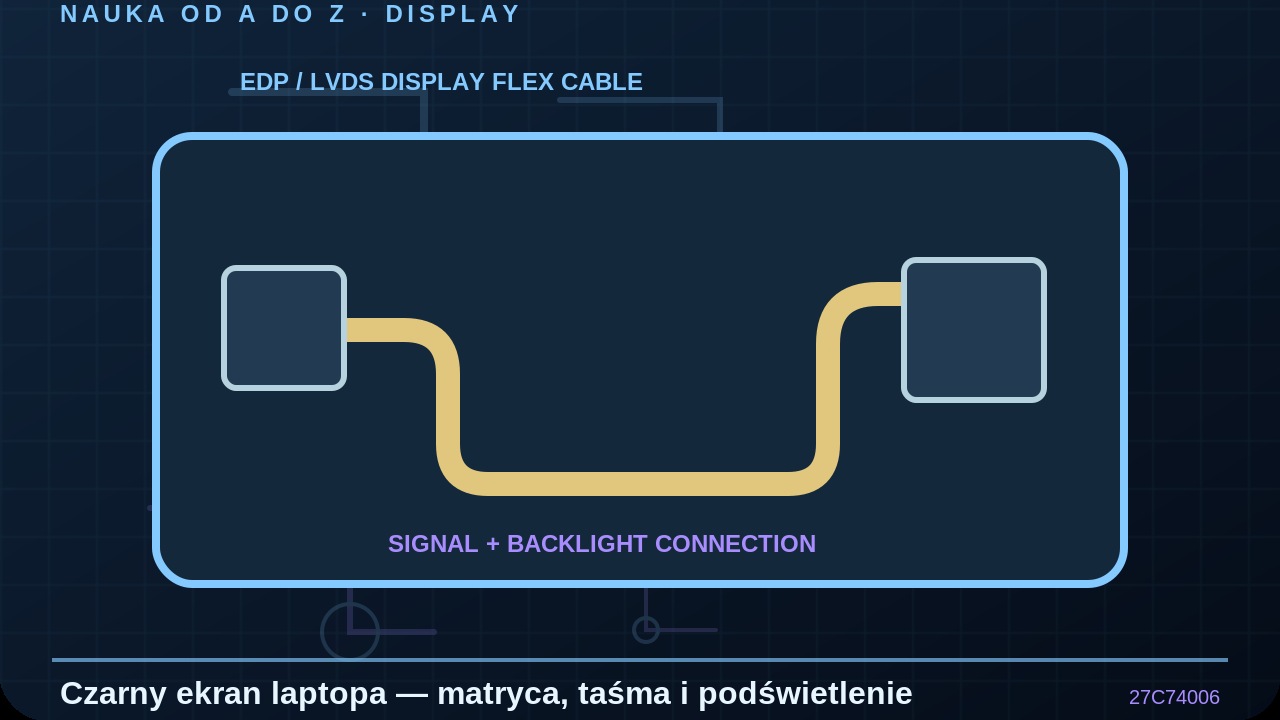 NAUKA OD A DO Z · DISPLAY
EDP / LVDS DISPLAY FLEX CABLE
SIGNAL + BACKLIGHT CONNECTION
Czarny ekran laptopa — matryca, taśma i podświetlenie
27C74006